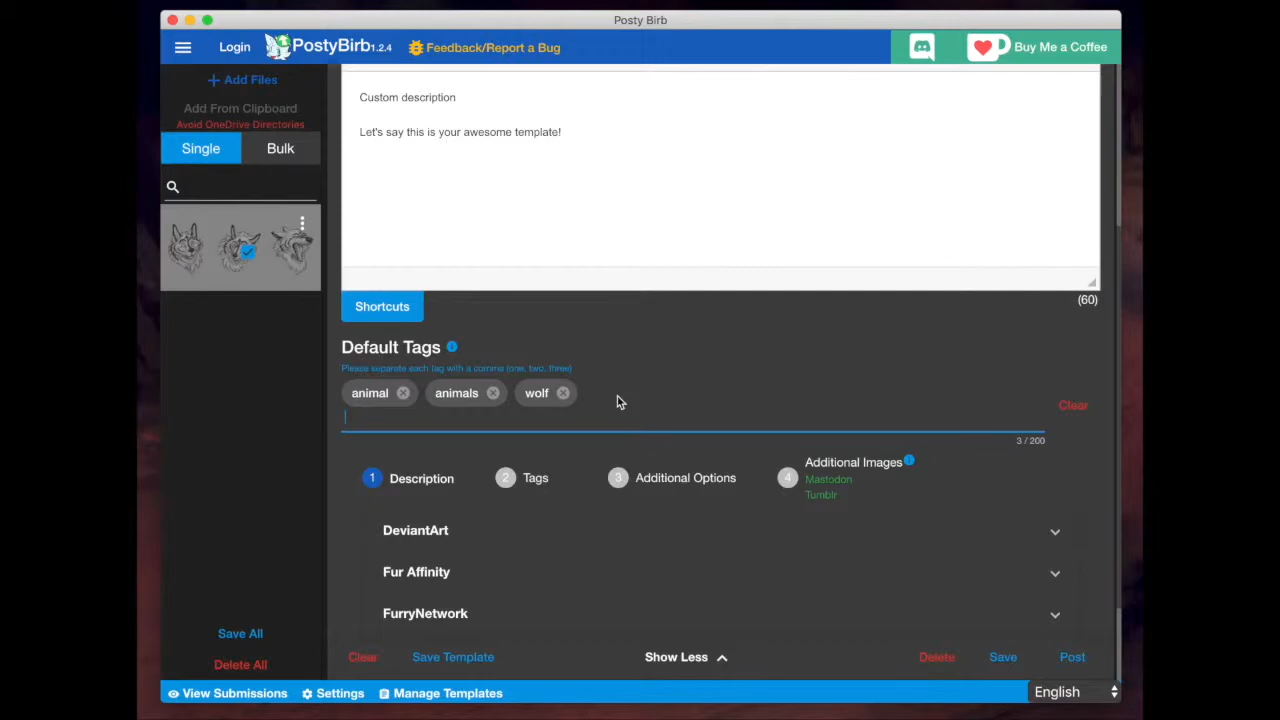 Posty Birb
Login
PostyBirb1.2.4
Feedback/Report a Bug
Buy Me a Coffee
Add Files
Add From Clipboard
Avoid OneDrive Directories
Single
Bulk
Custom description
Let's say this is your awesome template!
Shortcuts
(60)
Default Tags
Please separate each Tag with a comma (one, two, three)
animal
animals
wolf
Clear
3 / 200
1 Description
2 Tags
3 Additional Options
4 Additional Images
Mastodon
Tumblr
DeviantArt
Fur Affinity
FurryNetwork
Save All
Delete All
Clear
Save Template
Show Less
Delete
Save
Post
View Submissions
Settings
Manage Templates
English